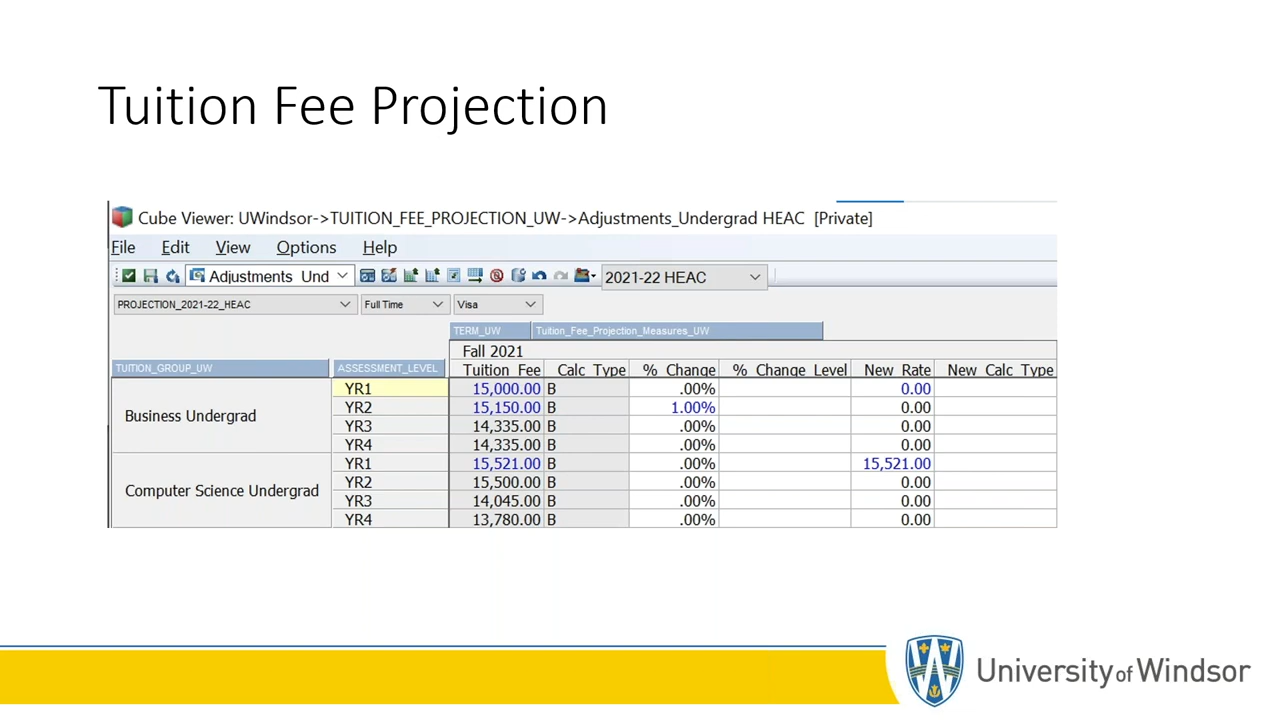 Tuition Fee Projection
Cube Viewer: UWindsor->TUITION_FEE_PROJECTION_UW->Adjustments_Undergrad HEAC [Private]
File Edit View Options Help
Adjustments Und 2021-22 HEAC
PROJECTION_2021-22_HEAC Full Time Visa
TERM_UW Tuition_Fee_Projection_Measures_UW
Fall 2021
TUITION_GROUP_UW ASSESSMENT_LEVEL Tuition Fee Calc Type % Change % Change Level New Rate New Calc Type
Business Undergrad
YR1 15,000.00 B .00% 0.00
YR2 15,150.00 B 1.00% 0.00
YR3 14,335.00 B .00% 0.00
YR4 14,335.00 B .00% 0.00
Computer Science Undergrad
YR1 15,521.00 B .00% 15,521.00
YR2 15,500.00 B .00% 0.00
YR3 14,045.00 B .00% 0.00
YR4 13,780.00 B .00% 0.00
University of Windsor